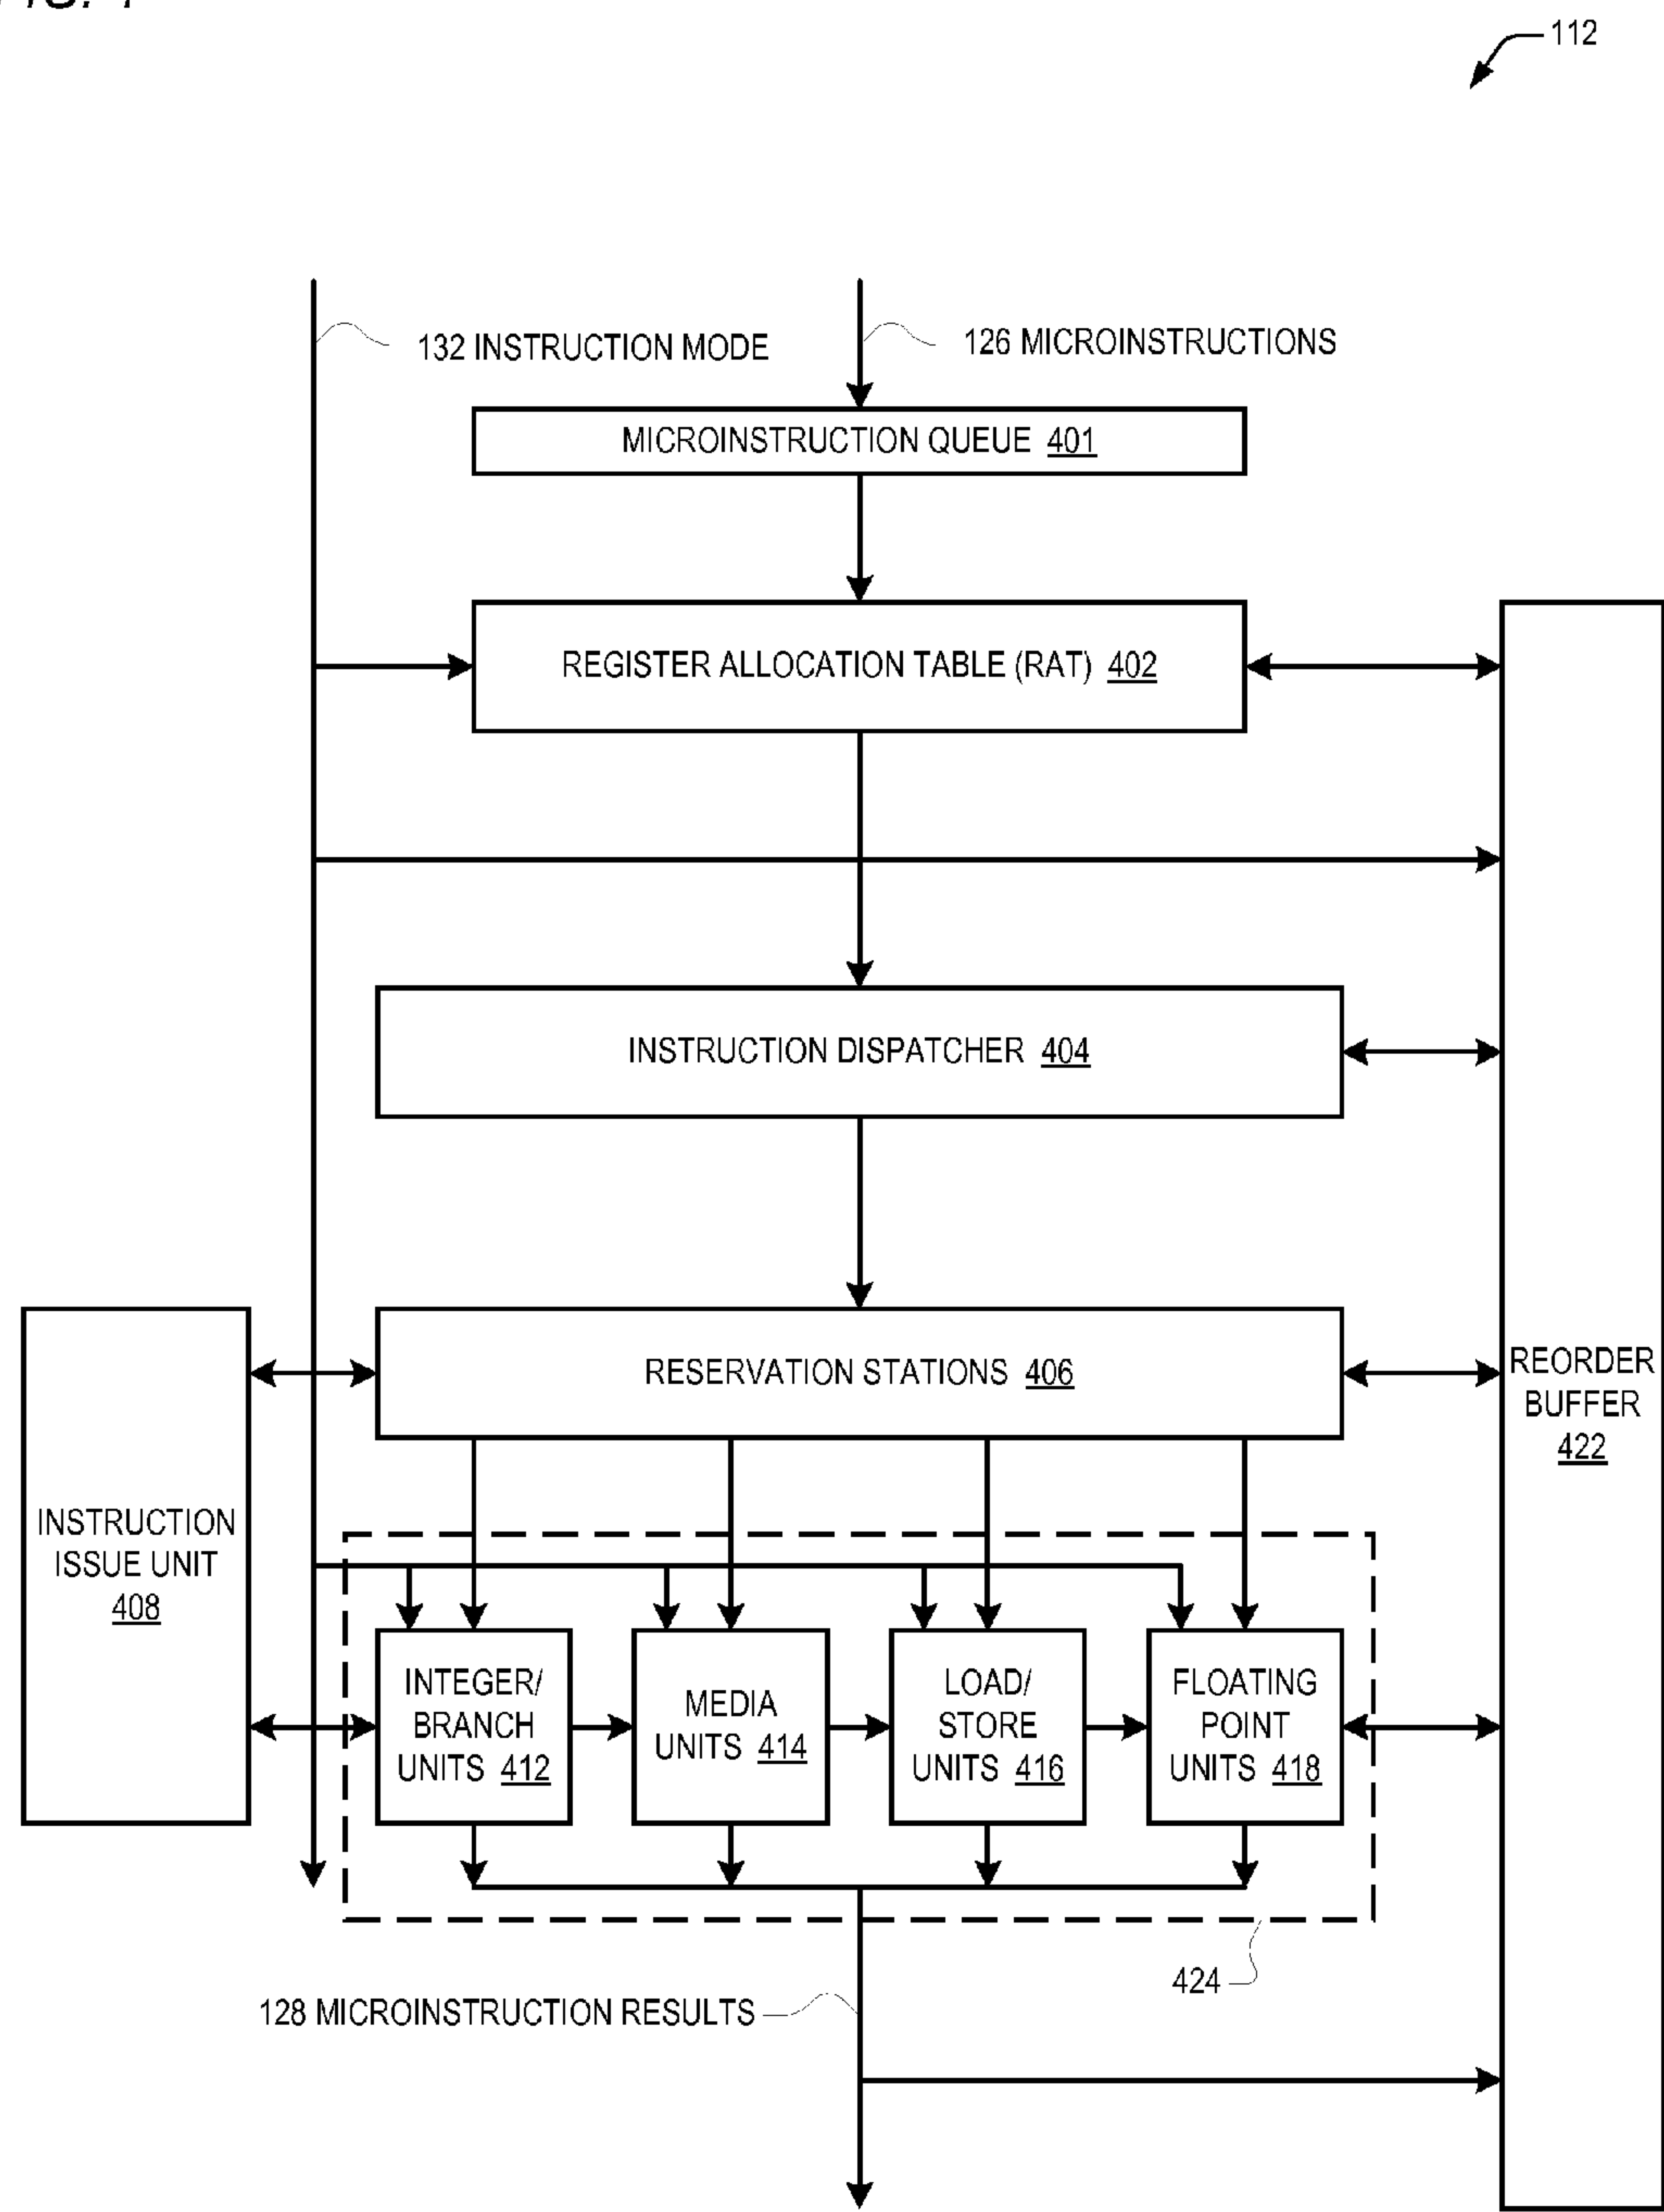 112
132 INSTRUCTION MODE
126 MICROINSTRUCTIONS
MICROINSTRUCTION QUEUE 401
REGISTER ALLOCATION TABLE (RAT) 402
INSTRUCTION DISPATCHER 404
RESERVATION STATIONS 406
REORDER
BUFFER
422
INSTRUCTION
ISSUE UNIT
408
INTEGER/
BRANCH
UNITS 412
MEDIA
UNITS 414
LOAD/
STORE
UNITS 416
FLOATING
POINT
UNITS 418
424
128 MICROINSTRUCTION RESULTS